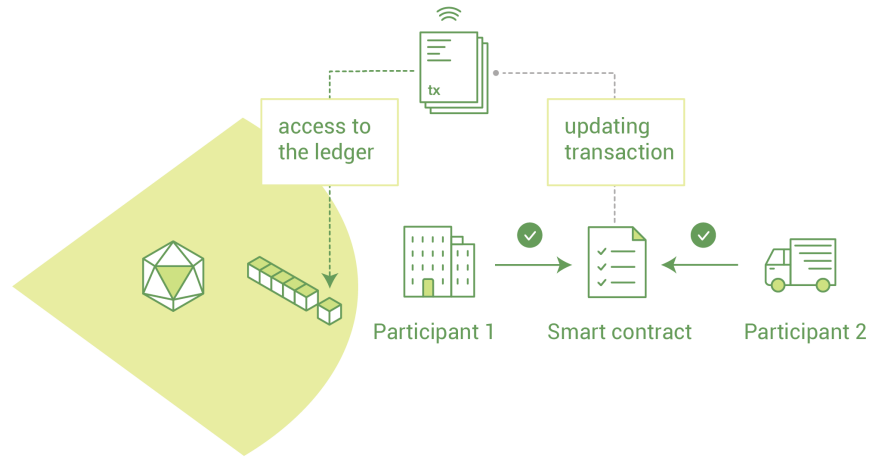 tx
access to
the ledger
updating
transaction
Participant 1
Smart contract
Participant 2